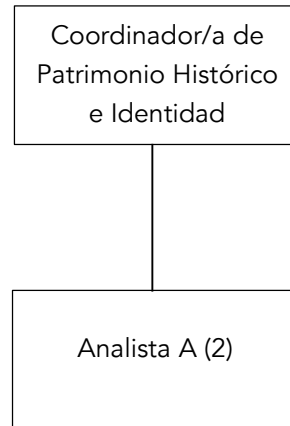 Coordinador/a de
Patrimonio Histórico
e Identidad
Analista A (2)